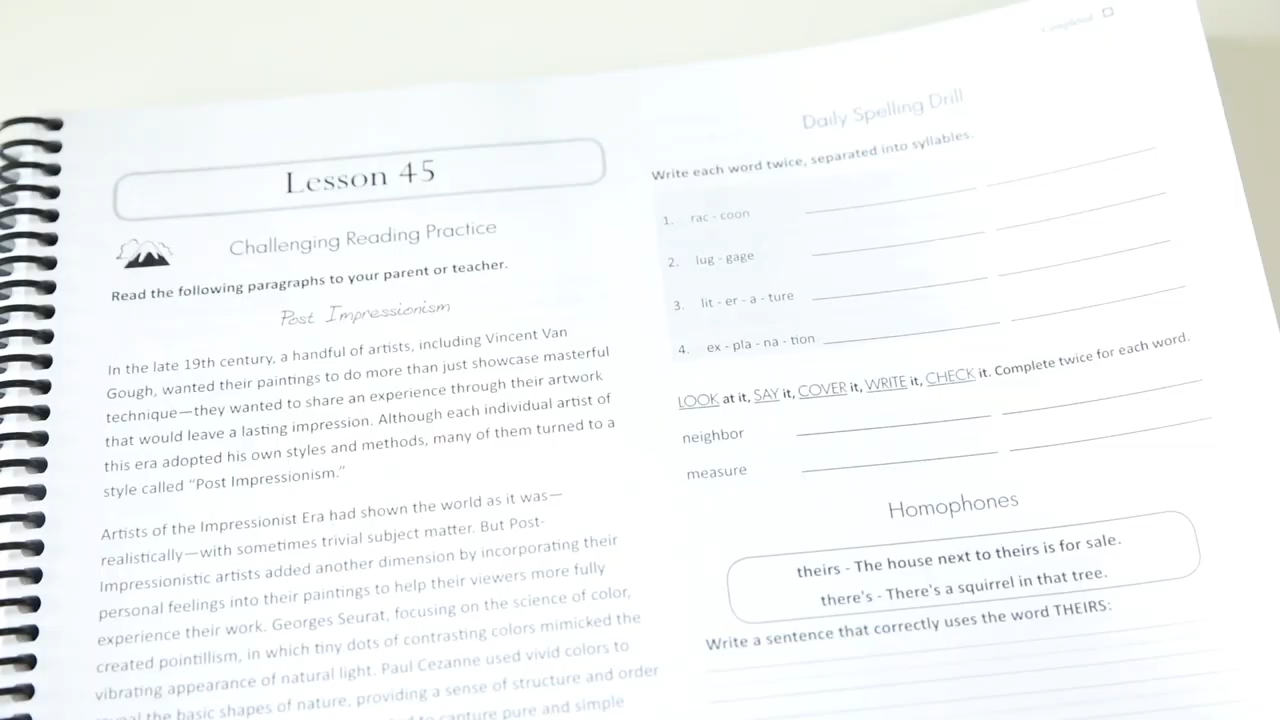 Completed
Lesson 45
Challenging Reading Practice
Read the following paragraphs to your parent or teacher.
Post Impressionism
In the late 19th century, a handful of artists, including Vincent Van
Gough, wanted their paintings to do more than just showcase masterful
technique—they wanted to share an experience through their artwork
that would leave a lasting impression. Although each individual artist of
this era adopted his own styles and methods, many of them turned to a
style called “Post Impressionism.”
Artists of the Impressionist Era had shown the world as it was—
realistically—with sometimes trivial subject matter. But Post-
Impressionistic artists added another dimension by incorporating their
personal feelings into their paintings to help their viewers more fully
experience their work. Georges Seurat, focusing on the science of color,
created pointillism, in which tiny dots of contrasting colors mimicked the
vibrating appearance of natural light. Paul Cezanne used vivid colors to
the basic shapes of nature, providing a sense of structure and order
to capture pure and simple
Daily Spelling Drill
Write each word twice, separated into syllables.
1. rac - coon
2. lug - gage
3. lit - er - a - ture
4. ex - pla - na - tion
LOOK at it, SAY it, COVER it, WRITE it, CHECK it. Complete twice for each word.
neighbor
measure
Homophones
theirs - The house next to theirs is for sale.
there's - There's a squirrel in that tree.
Write a sentence that correctly uses the word THEIRS: